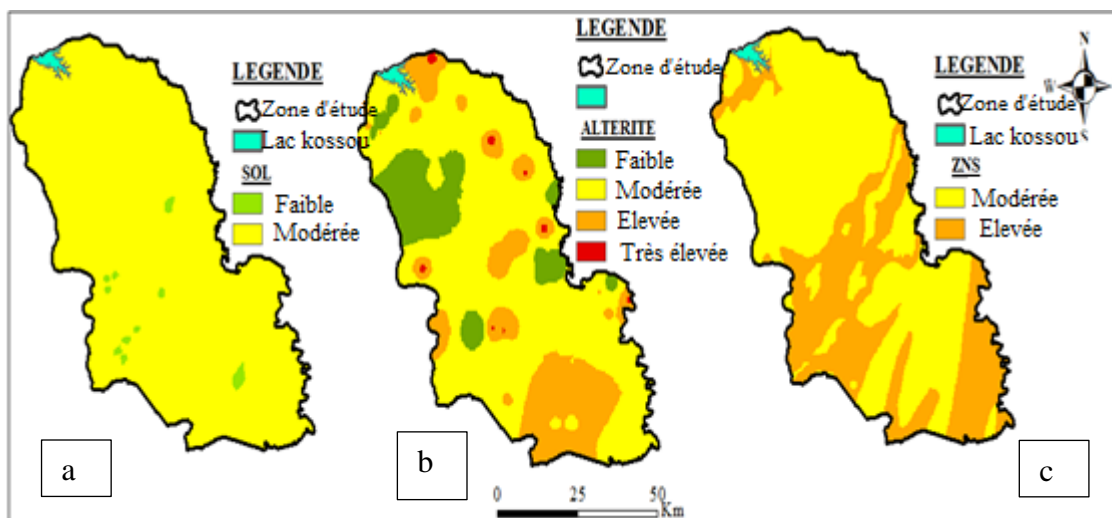 LEGENDE
Zone d'étude
Lac kossou
SOL
Faible
Modérée
a
LEGENDE
Zone d'étude
ALTERITE
Faible
Modérée
Elevée
Très élevée
b
0 25 50
Km
N
W
S
LEGENDE
Zone d'étude
Lac kossou
ZNS
Modérée
Elevée
c